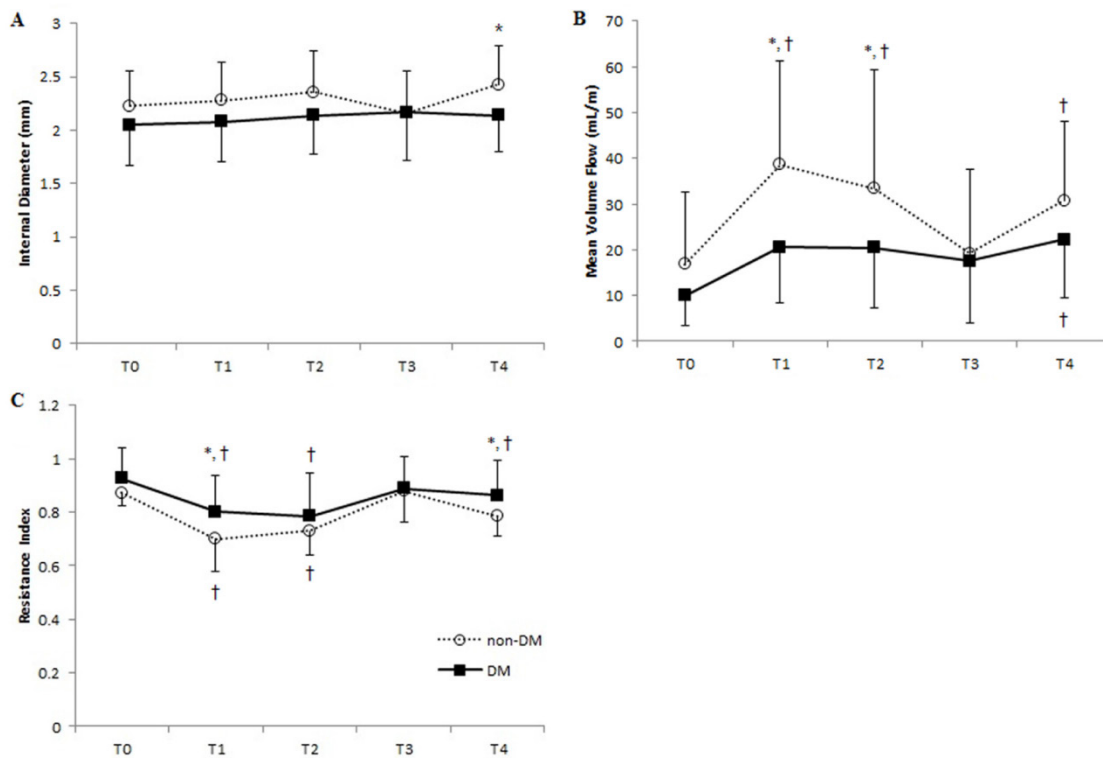 A
Internal Diameter (mm)
3
2.5
2
1.5
1
0.5
0
*
T0 T1 T2 T3 T4
B
Mean Volume Flow (mL/m)
70
60
50
40
30
20
10
0
*, † *, † †
†
T0 T1 T2 T3 T4
C
Resistance Index
1.2
1
0.8
0.6
0.4
0.2
0
*, † † *, †
† †
non-DM
DM
T0 T1 T2 T3 T4